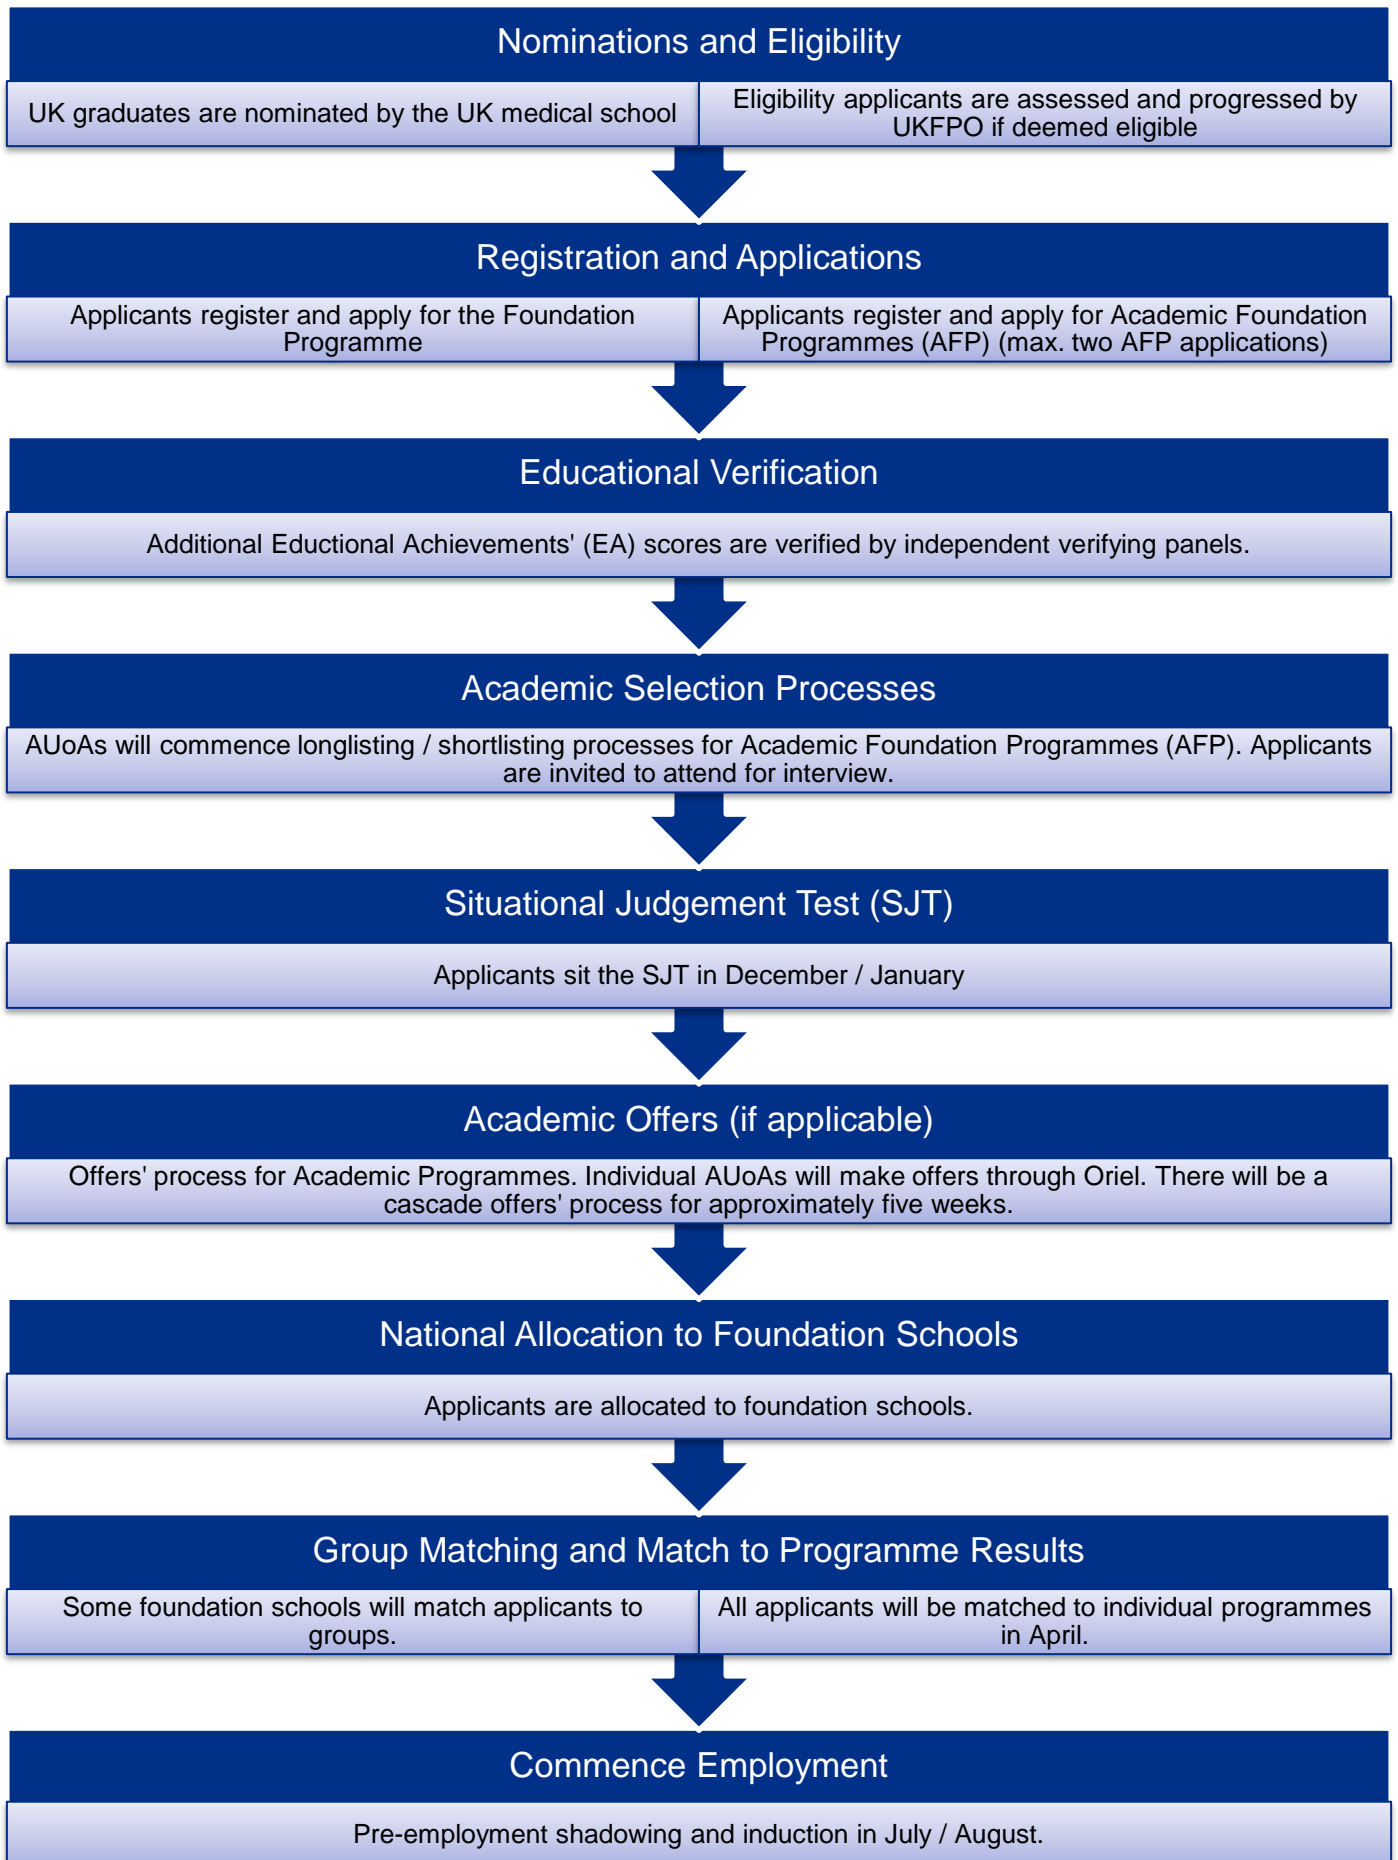 Nominations and Eligibility
UK graduates are nominated by the UK medical school
Eligibility applicants are assessed and progressed by
UKFPO if deemed eligible
Registration and Applications
Applicants register and apply for the Foundation
Programme
Applicants register and apply for Academic Foundation
Programmes (AFP) (max. two AFP applications)
Educational Verification
Additional Eductional Achievements' (EA) scores are verified by independent verifying panels.
Academic Selection Processes
AUoAs will commence longlisting / shortlisting processes for Academic Foundation Programmes (AFP). Applicants
are invited to attend for interview.
Situational Judgement Test (SJT)
Applicants sit the SJT in December / January
Academic Offers (if applicable)
Offers' process for Academic Programmes. Individual AUoAs will make offers through Oriel. There will be a
cascade offers' process for approximately five weeks.
National Allocation to Foundation Schools
Applicants are allocated to foundation schools.
Group Matching and Match to Programme Results
Some foundation schools will match applicants to
groups.
All applicants will be matched to individual programmes
in April.
Commence Employment
Pre-employment shadowing and induction in July / August.